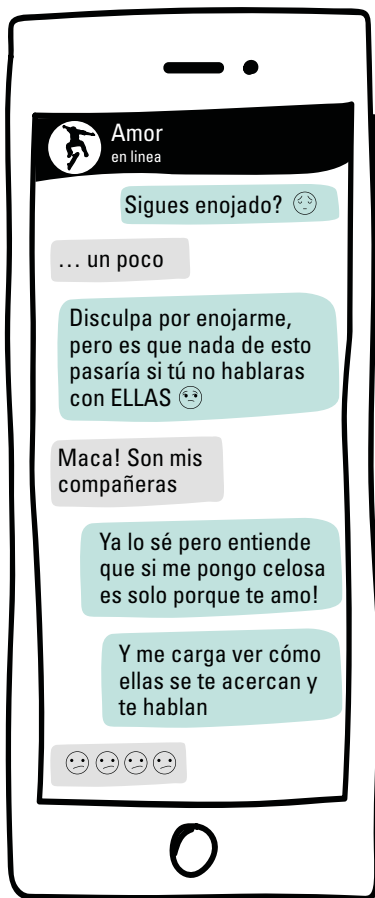 Amor
en linea
Sigues enojado? 😔
… un poco
Disculpa por enojarme,
pero es que nada de esto
pasaría si tú no hablaras
con ELLAS 😒
Maca! Son mis
compañeras
Ya lo sé pero entiende
que si me pongo celosa
es solo porque te amo!
Y me carga ver cómo
ellas se te acercan y
te hablan
😕😕😕😕